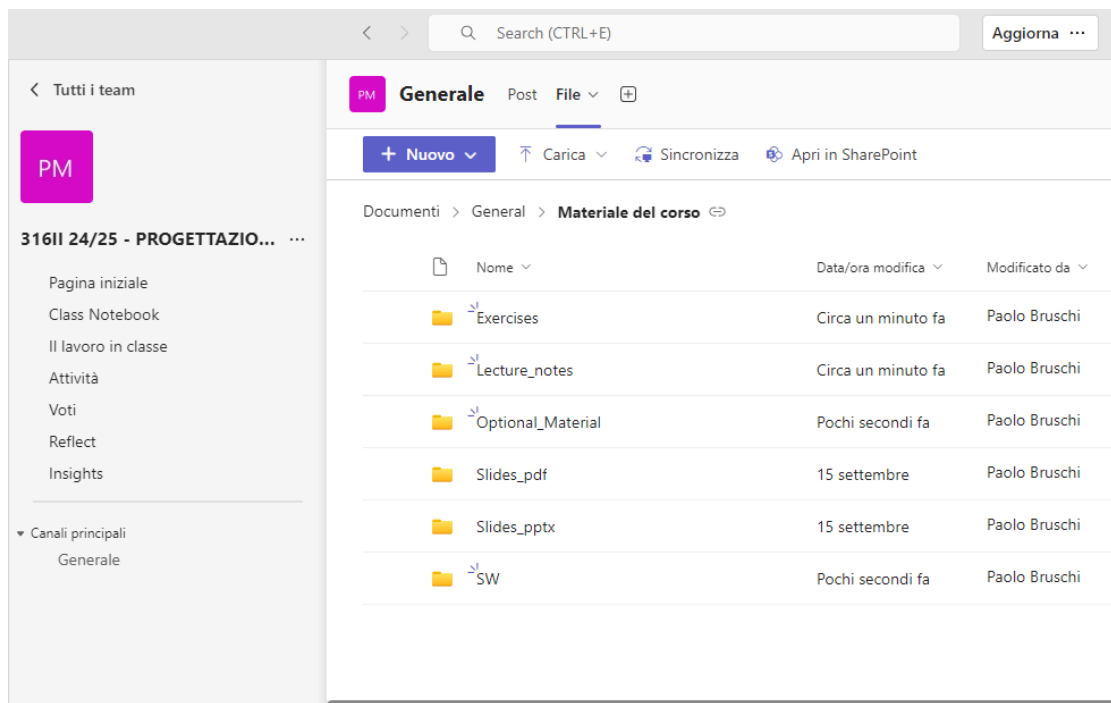 Search (CTRL+E)
Aggiorna ···
Tutti i team
PM
316II 24/25 - PROGETTAZIO... ···
Pagina iniziale
Class Notebook
Il lavoro in classe
Attività
Voti
Reflect
Insights
Canali principali
Generale
PM Generale Post File
+ Nuovo Carica Sincronizza Apri in SharePoint
Documenti > General > Materiale del corso
Nome Data/ora modifica Modificato da
Exercises Circa un minuto fa Paolo Bruschi
Lecture_notes Circa un minuto fa Paolo Bruschi
Optional_Material Pochi secondi fa Paolo Bruschi
Slides_pdf 15 settembre Paolo Bruschi
Slides_pptx 15 settembre Paolo Bruschi
SW Pochi secondi fa Paolo Bruschi